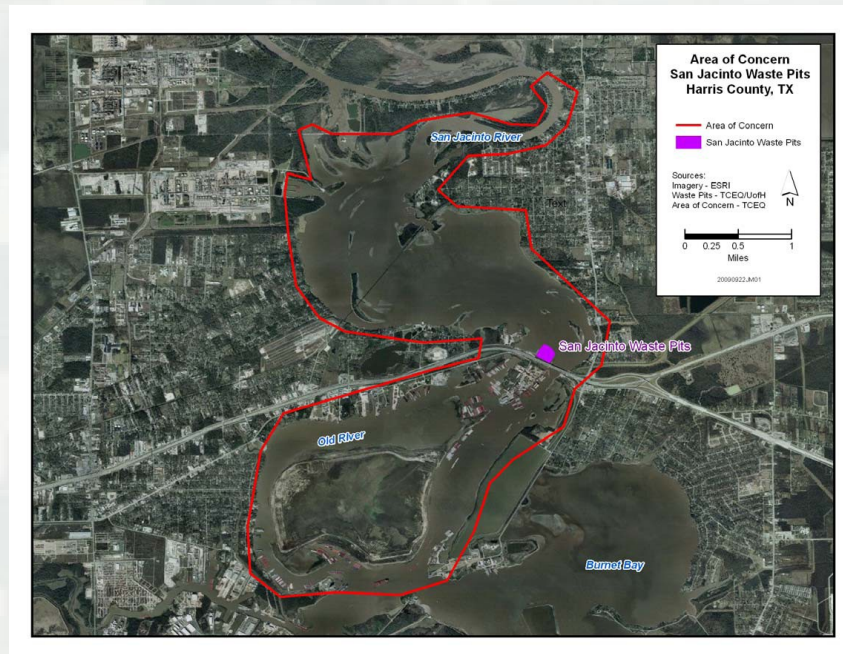 Area of Concern
San Jacinto Waste Pits
Harris County, TX
Area of Concern
San Jacinto Waste Pits
Sources:
Imagery - ESRI
Waste Pits - TCEQ/UofH
Area of Concern - TCEQ
N
0 0.25 0.5 1
Miles
20090922JM01
San Jacinto River
Text
San Jacinto Waste Pits
Old River
Burnet Bay